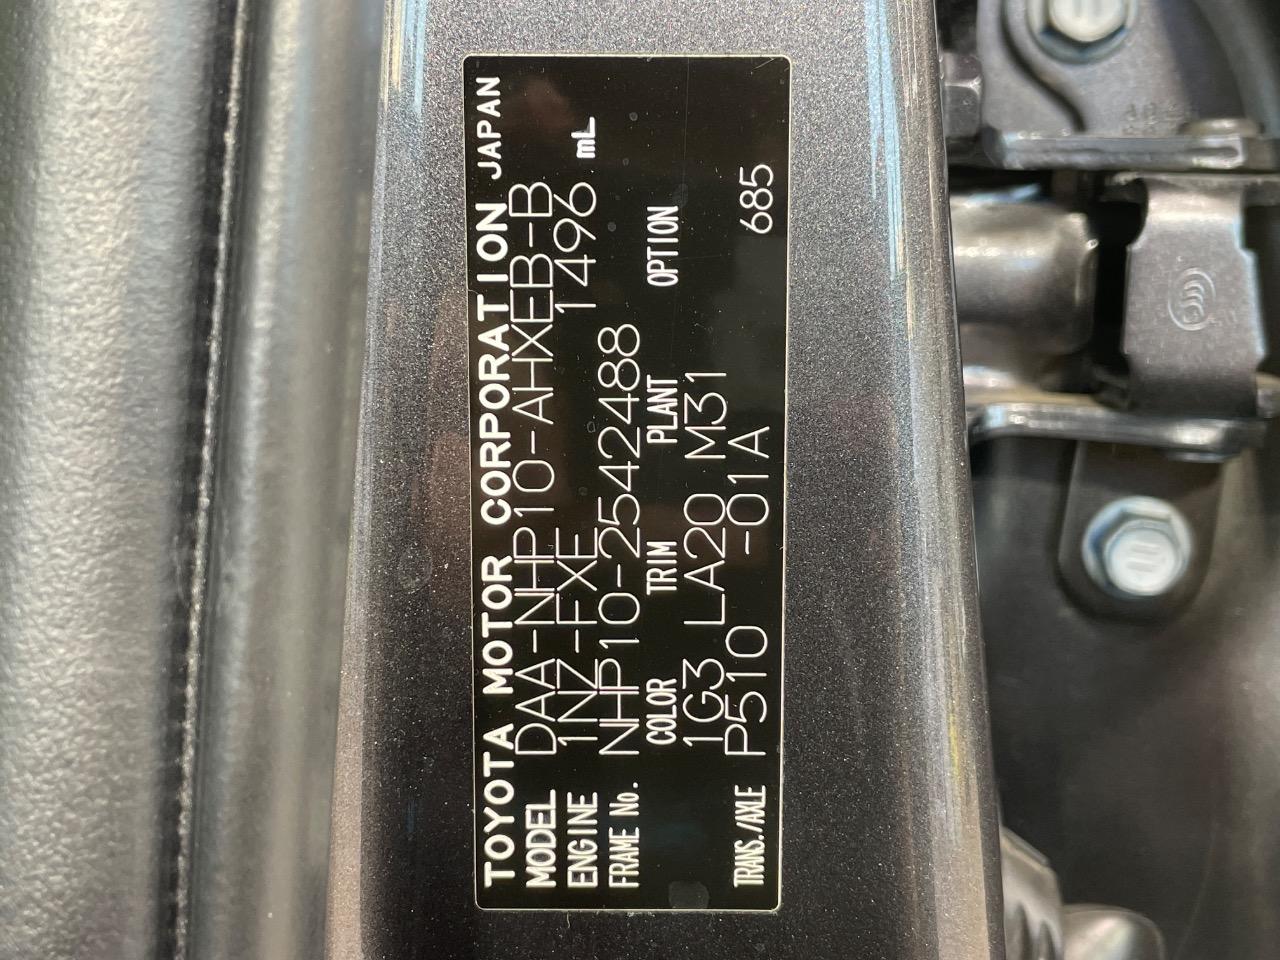 TOYOTA MOTOR CORPORATION JAPAN
MODEL DAA-NHP10-AHXEB-B
ENGINE 1NZ-FXE 1496 mL
FRAME No. NHP10-2542488
COLOR TRIM PLANT OPTION
1G3 LA20 M31
TRANS./AXLE P510 -01A 685